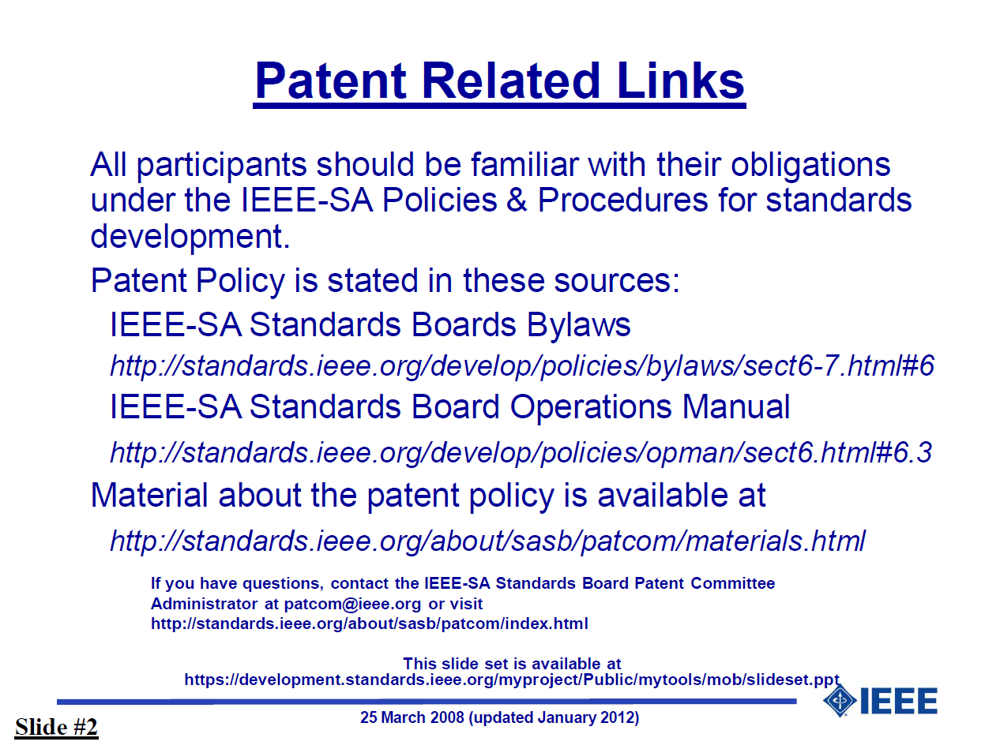 Patent Related Links
All participants should be familiar with their obligations
under the IEEE-SA Policies & Procedures for standards
development.
Patent Policy is stated in these sources:
IEEE-SA Standards Boards Bylaws
http://standards.ieee.org/develop/policies/bylaws/sect6-7.html#6
IEEE-SA Standards Board Operations Manual
http://standards.ieee.org/develop/policies/opman/sect6.html#6.3
Material about the patent policy is available at
http://standards.ieee.org/about/sasb/patcom/materials.html
If you have questions, contact the IEEE-SA Standards Board Patent Committee
Administrator at patcom@ieee.org or visit
http://standards.ieee.org/about/sasb/patcom/index.html
This slide set is available at
https://development.standards.ieee.org/myproject/Public/mytools/mob/slideset.ppt
IEEE
25 March 2008 (updated January 2012)
Slide #2